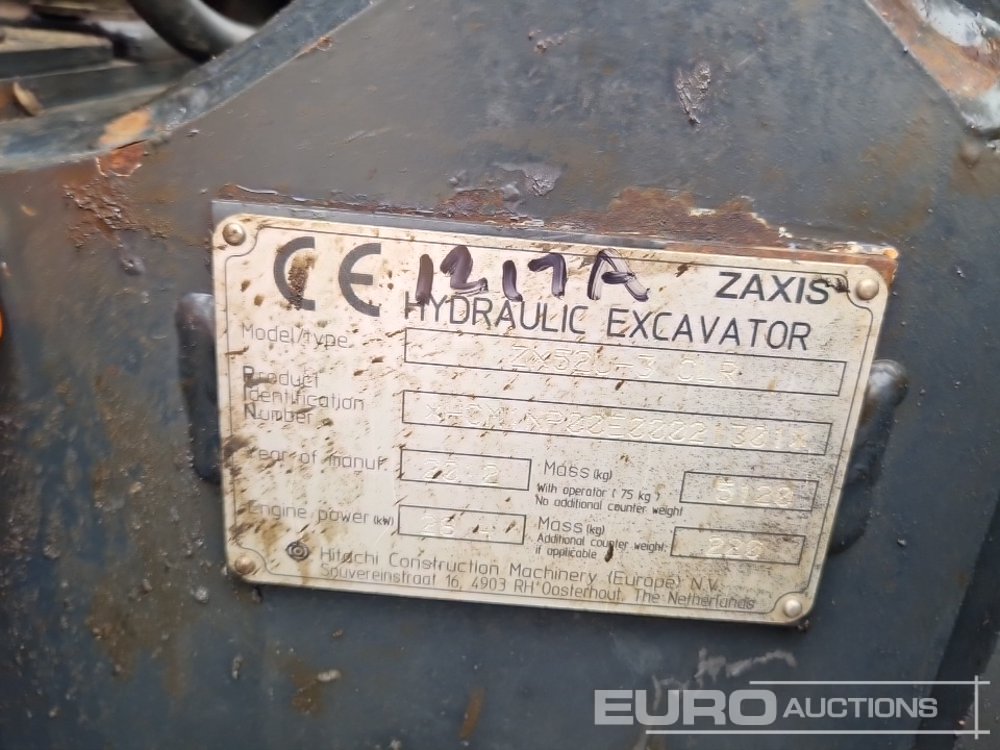 CE 1217A ZAXIS
HYDRAULIC EXCAVATOR
Model/type
Product
Identification
Number
Year of manuf.
Mass (kg)
With operator ( 75 kg )
No additional counter weight
5120
Engine power (kW)
Mass (kg)
Additional counter weight:
if applicable
Hitachi Construction Machinery (Europe) N.V.
Souvereinstraat 16, 4903 RH Oosterhout, The Netherlands
EURO AUCTIONS